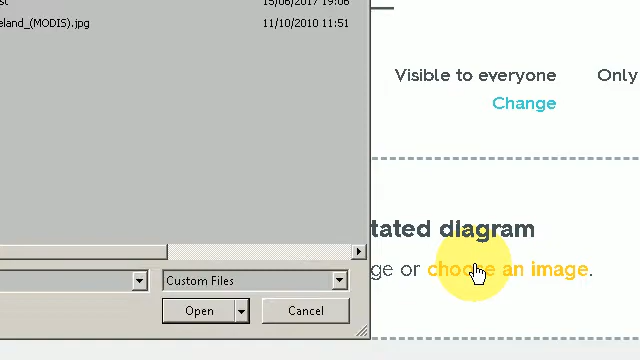 st 15/06/2017 19:06
eland_(MODIS).jpg 11/10/2010 11:51
Visible to everyone Only
Change
tated diagram
ge or choose an image.
Custom Files
Open Cancel